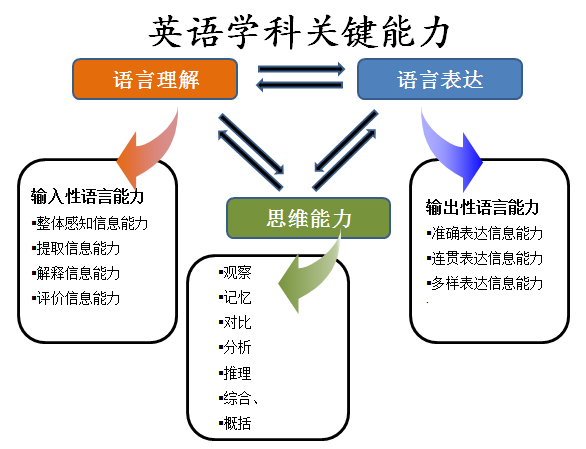 英语学科关键能力
语言理解
语言表达
思维能力
输入性语言能力
▪整体感知信息能力
▪提取信息能力
▪解释信息能力
▪评价信息能力
输出性语言能力
▪准确表达信息能力
▪连贯表达信息能力
▪多样表达信息能力
.
▪观察
▪记忆
▪对比
▪分析
▪推理
▪综合、
▪概括